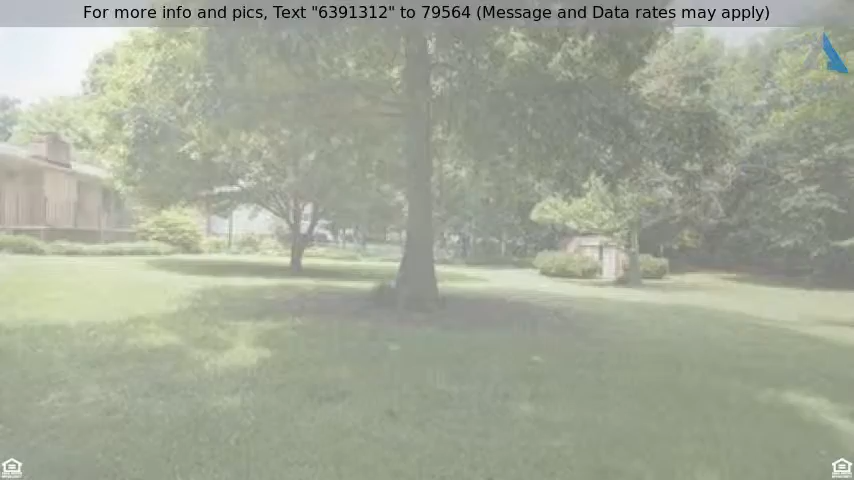 For more info and pics, Text "6391312" to 79564 (Message and Data rates may apply)